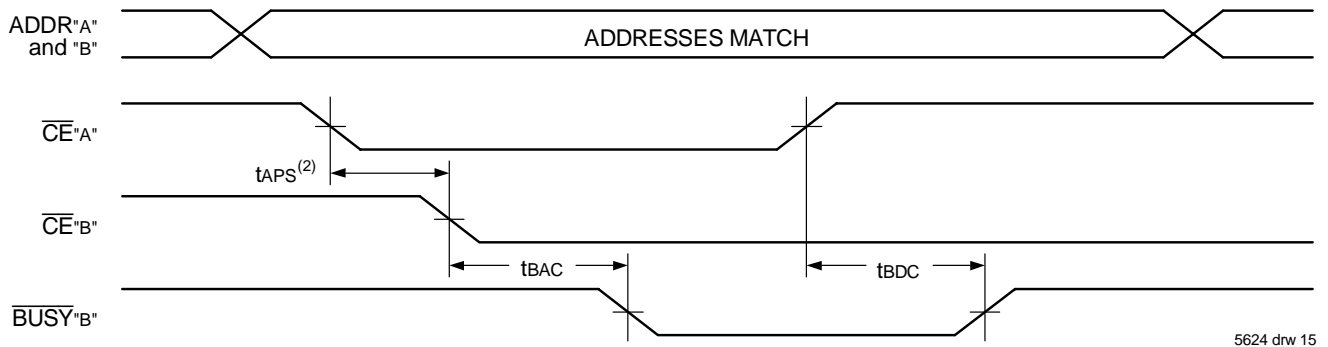 ADDR"A"
and "B"
ADDRESSES MATCH
CE"A"
tAPS(2)
CE"B"
tBAC
tBDC
BUSY"B"
5624 drw 15